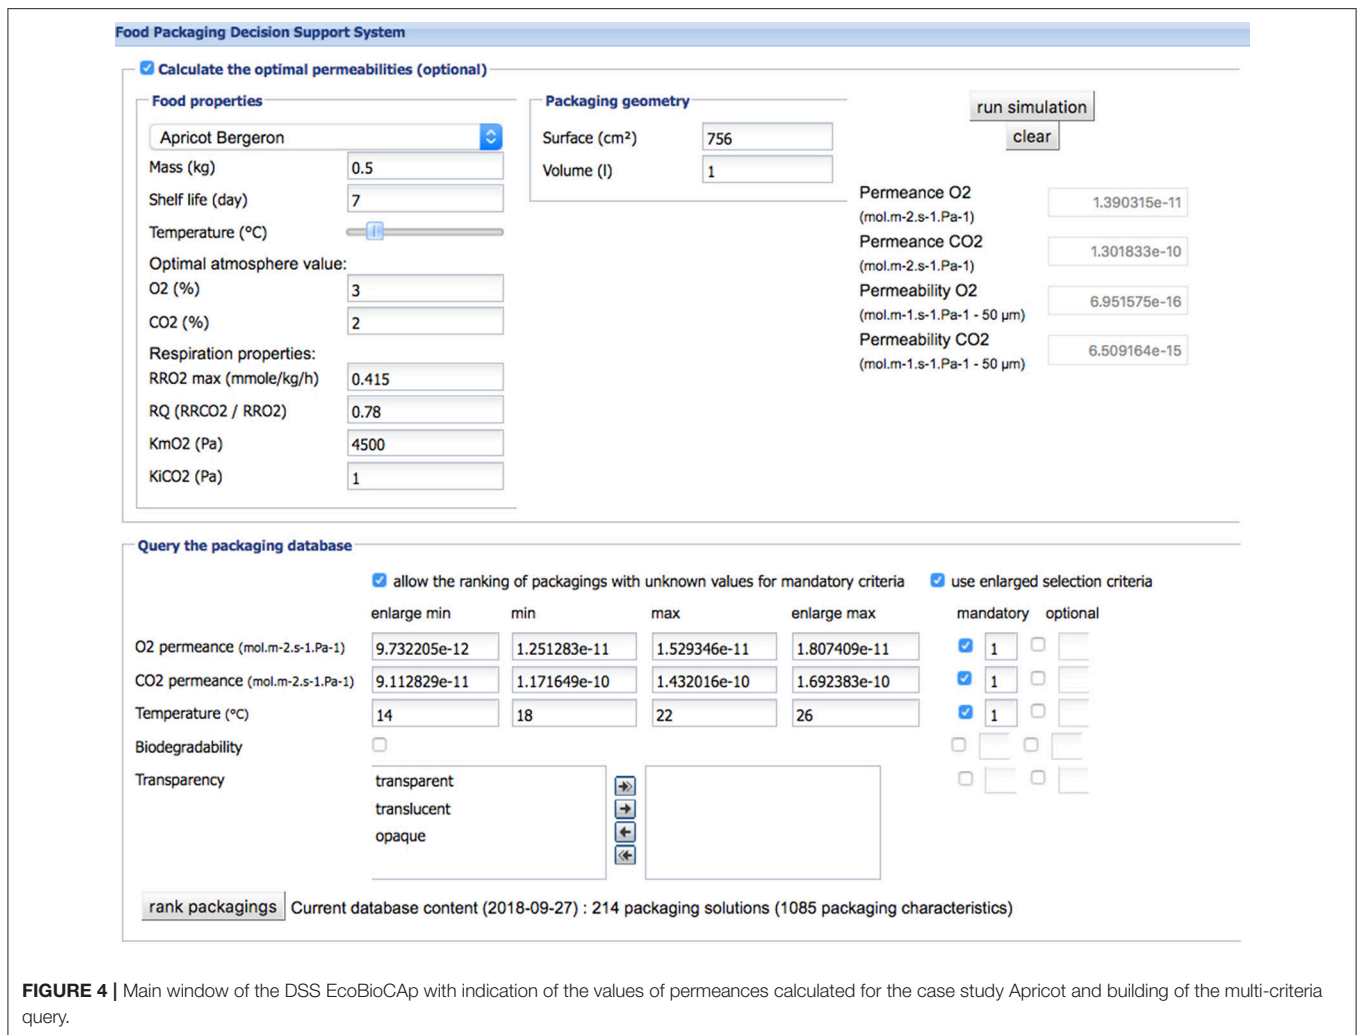 Food Packaging Decision Support System
Calculate the optimal permeabilities (optional)
Food properties
Apricot Bergeron
Mass (kg) 0.5
Shelf life (day) 7
Temperature (°C)
Optimal atmosphere value:
O2 (%) 3
CO2 (%) 2
Respiration properties:
RRO2 max (mmole/kg/h) 0.415
RQ (RRCO2 / RRO2) 0.78
KmO2 (Pa) 4500
KiCO2 (Pa) 1
Packaging geometry
Surface (cm²) 756
Volume (l) 1
run simulation
clear
Permeance O2
(mol.m-2.s-1.Pa-1) 1.390315e-11
Permeance CO2
(mol.m-2.s-1.Pa-1) 1.301833e-10
Permeability O2
(mol.m-1.s-1.Pa-1 - 50 µm) 6.951575e-16
Permeability CO2
(mol.m-1.s-1.Pa-1 - 50 µm) 6.509164e-15
Query the packaging database
allow the ranking of packagings with unknown values for mandatory criteria use enlarged selection criteria
enlarge min min max enlarge max mandatory optional
O2 permeance (mol.m-2.s-1.Pa-1) 9.732205e-12 1.251283e-11 1.529346e-11 1.807409e-11 1
CO2 permeance (mol.m-2.s-1.Pa-1) 9.112829e-11 1.171649e-10 1.432016e-10 1.692383e-10 1
Temperature (°C) 14 18 22 26 1
Biodegradability
Transparency
transparent
translucent
opaque
rank packagings Current database content (2018-09-27) : 214 packaging solutions (1085 packaging characteristics)
FIGURE 4 | Main window of the DSS EcoBioCAp with indication of the values of permeances calculated for the case study Apricot and building of the multi-criteria
query.